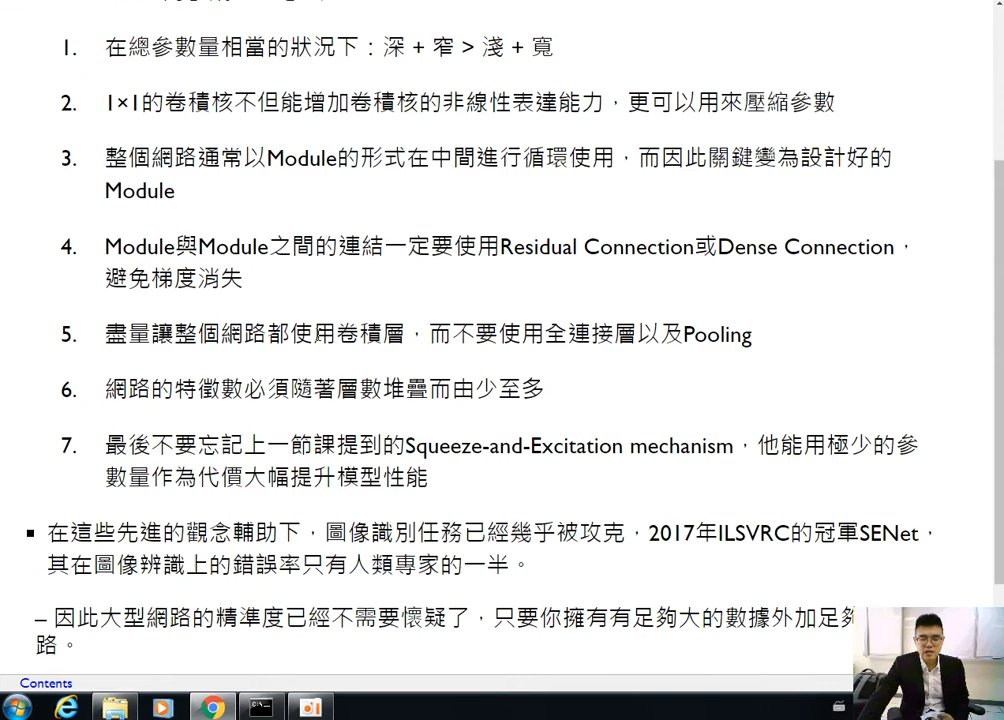 1. 在總參數量相當的狀況下：深 + 窄 > 淺 + 寬
2. 1×1的卷積核不但能增加卷積核的非線性表達能力，更可以用來壓縮參數
3. 整個網路通常以Module的形式在中間進行循環使用，而因此關鍵變為設計好的
Module
4. Module與Module之間的連結一定要使用Residual Connection或Dense Connection，
避免梯度消失
5. 盡量讓整個網路都使用卷積層，而不要使用全連接層以及Pooling
6. 網路的特徵數必須隨著層數堆疊而由少至多
7. 最後不要忘記上一節課提到的Squeeze-and-Excitation mechanism，他能用極少的參
數量作為代價大幅提升模型性能
▪ 在這些先進的觀念輔助下，圖像識別任務已經幾乎被攻克，2017年ILSVRC的冠軍SENet，
其在圖像辨識上的錯誤率只有人類專家的一半。
– 因此大型網路的精準度已經不需要懷疑了，只要你擁有有足夠大的數據外加足
路。
Contents